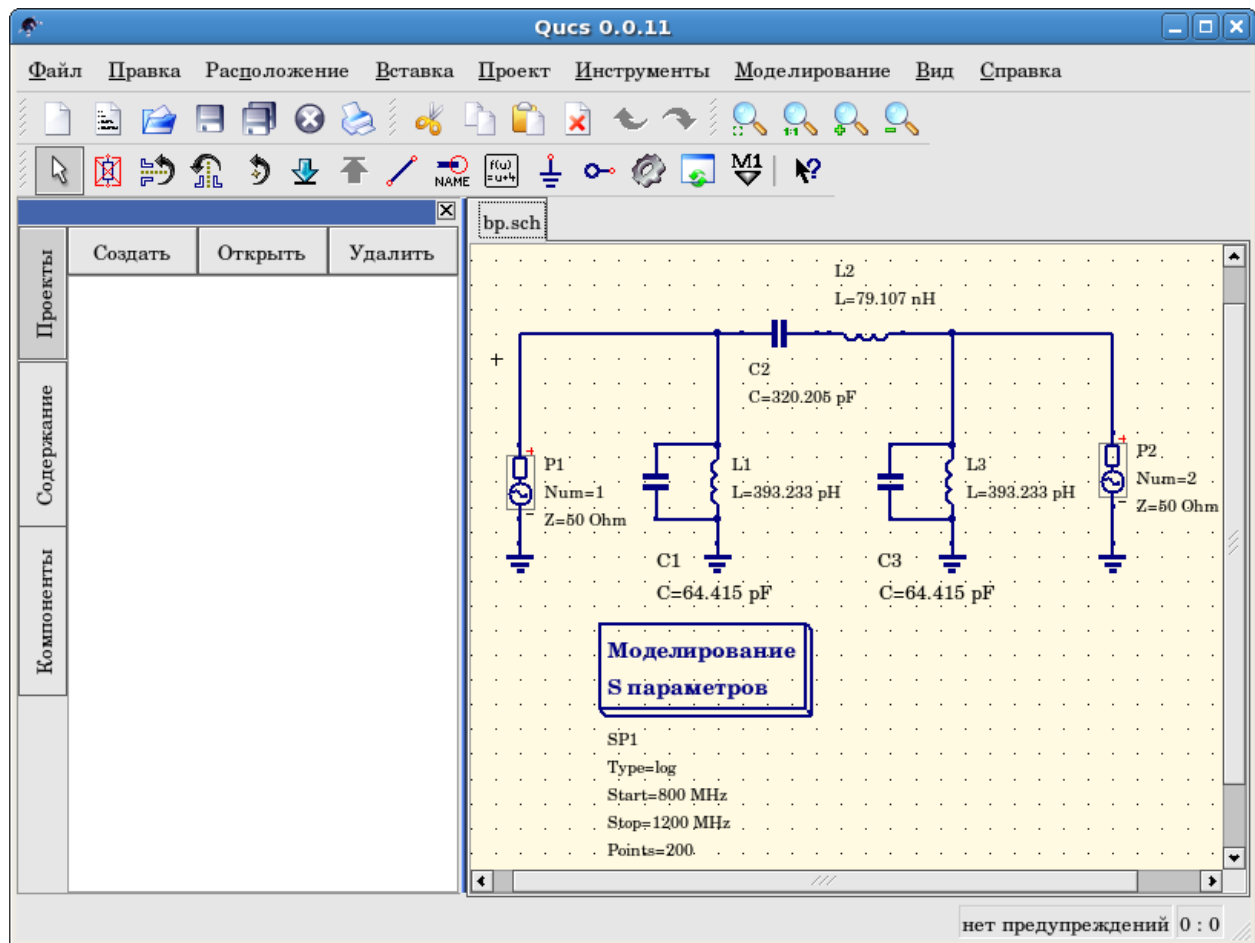 Qucs 0.0.11
Файл Правка Расположение Вставка Проект Инструменты Моделирование Вид Справка
1:1
NAME
f(u)
=u+4
M1
?
bp.sch
Создать Открыть Удалить
Проекты
Содержание
Компоненты
L2
L=79.107 nH
C2
C=320.205 pF
P1
Num=1
Z=50 Ohm
L1
L=393.233 pH
L3
L=393.233 pH
P2
Num=2
Z=50 Ohm
C1
C=64.415 pF
C3
C=64.415 pF
Моделирование
S параметров
SP1
Type=log
Start=800 MHz
Stop=1200 MHz
Points=200
нет предупреждений 0 : 0